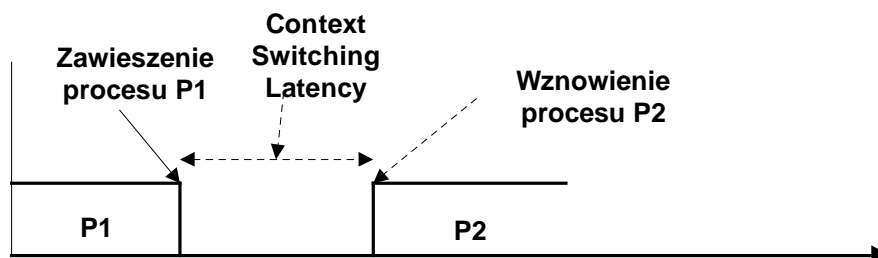 Context
Switching
Latency
Zawieszenie
procesu P1
Wznowienie
procesu P2
P1
P2